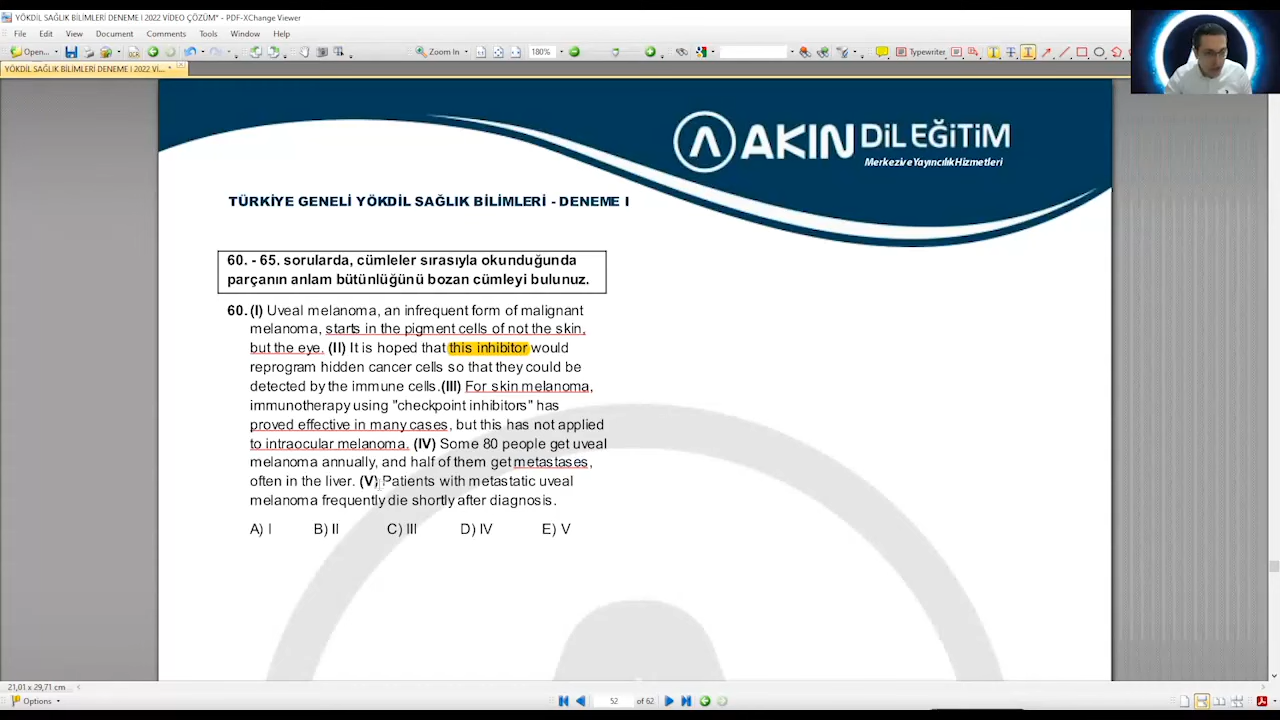 YÖKDİL SAĞLIK BİLİMLERİ DENEME I 2022 VİDEO ÇÖZÜM* - PDF-XChange Viewer
File Edit View Document Comments Tools Window Help
Open... Zoom In 180% Typewriter
YÖKDİL SAĞLIK BİLİMLERİ DENEME I 2022 Vİ... *
AKIN DİL EĞİTİM
Merkezi ve Yayıncılık Hizmetleri
TÜRKİYE GENELİ YÖKDİL SAĞLIK BİLİMLERİ - DENEME I
60. - 65. sorularda, cümleler sırasıyla okunduğunda
parçanın anlam bütünlüğünü bozan cümleyi bulunuz.
60. (I) Uveal melanoma, an infrequent form of malignant
melanoma, starts in the pigment cells of not the skin,
but the eye. (II) It is hoped that this inhibitor would
reprogram hidden cancer cells so that they could be
detected by the immune cells.(III) For skin melanoma,
immunotherapy using "checkpoint inhibitors" has
proved effective in many cases, but this has not applied
to intraocular melanoma. (IV) Some 80 people get uveal
melanoma annually, and half of them get metastases,
often in the liver. (V) Patients with metastatic uveal
melanoma frequently die shortly after diagnosis.
A) I B) II C) III D) IV E) V
21,01 x 29,71 cm
Options 52 of 62